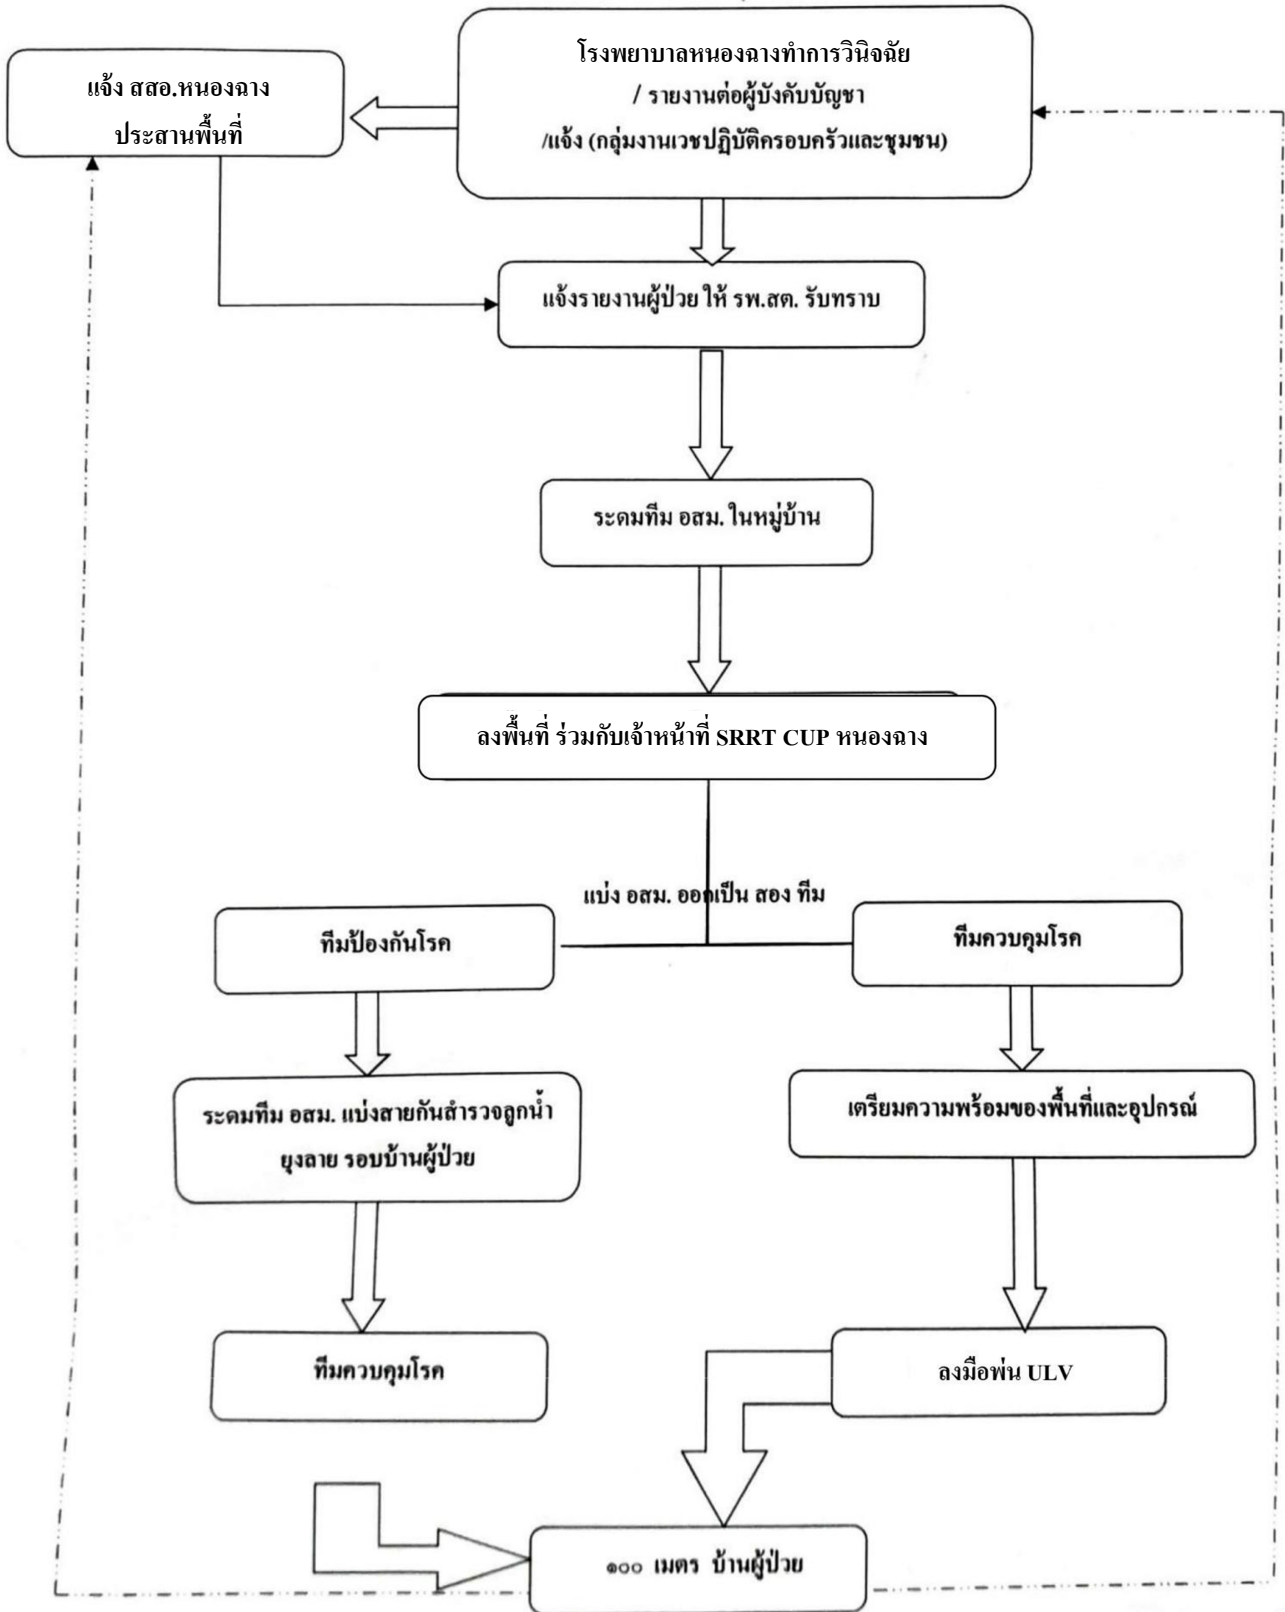 โรงพยาบาลหนองฉางทำการวินิจฉัย
/ รายงานต่อผู้บังคับบัญชา
/แจ้ง (กลุ่มงานเวชปฏิบัติครอบครัวและชุมชน)
แจ้ง สสอ.หนองฉาง
ประสานพื้นที่
แจ้งรายงานผู้ป่วย ให้ รพ.สต. รับทราบ
ระดมทีม อสม. ในหมู่บ้าน
ลงพื้นที่ ร่วมกับเจ้าหน้าที่ SRRT CUP หนองฉาง
แบ่ง อสม. ออกเป็น สอง ทีม
ทีมป้องกันโรค
ทีมควบคุมโรค
ระดมทีม อสม. แบ่งสายกันสำรวจลูกน้ำ
ยุงลาย รอบบ้านผู้ป่วย
เตรียมความพร้อมของพื้นที่และอุปกรณ์
ทีมควบคุมโรค
ลงมือพ่น ULV
๑๐๐ เมตร บ้านผู้ป่วย